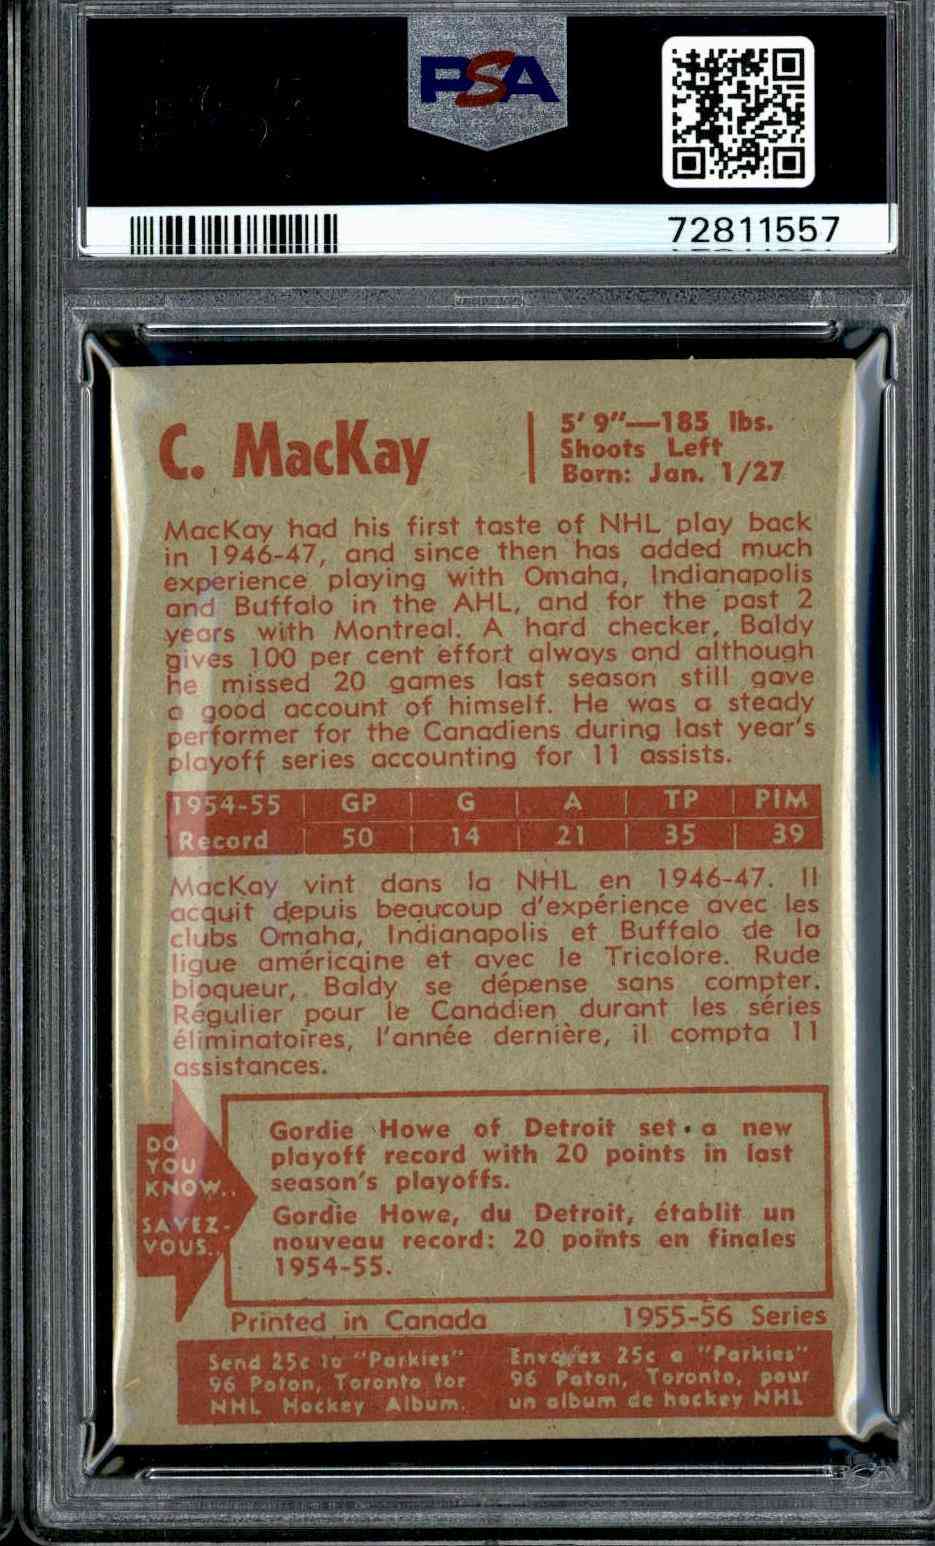 PSA
72811557
C. MacKay
5' 9"—185 lbs.
Shoots Left
Born: Jan. 1/27
MacKay had his first taste of NHL play back
in 1946-47, and since then has added much
experience playing with Omaha, Indianapolis
and Buffalo in the AHL, and for the past 2
years with Montreal. A hard checker, Baldy
gives 100 per cent effort always and although
he missed 20 games last season still gave
a good account of himself. He was a steady
performer for the Canadiens during last year's
playoff series accounting for 11 assists.
1954-55 GP G A TP PIM
Record 50 14 21 35 39
MacKay vint dans la NHL en 1946-47. Il
acquit depuis beaucoup d'expérience avec les
clubs Omaha, Indianapolis et Buffalo de la
ligue américaine et avec le Tricolore. Rude
bloqueur, Baldy se dépense sans compter.
Régulier pour le Canadien durant les séries
éliminatoires, l'année dernière, il compta 11
assistances.
DO
YOU
KNOW..
SAVEZ-
VOUS..
Gordie Howe of Detroit set a new
playoff record with 20 points in last
season's playoffs.
Gordie Howe, du Detroit, établit un
nouveau record: 20 points en finales
1954-55.
Printed in Canada 1955-56 Series
Send 25c to "Parkies"
96 Paton, Toronto for
NHL Hockey Album.
Envoyez 25c a "Parkies"
96 Paton, Toronto, pour
un album de hockey NHL